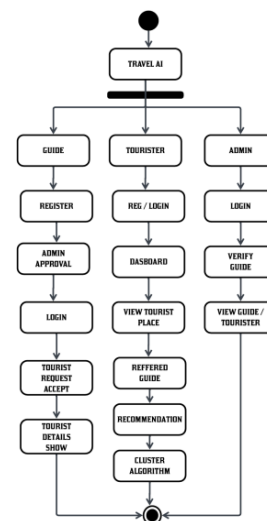 TRAVEL AI
GUIDE
TOURISTER
ADMIN
REGISTER
REG / LOGIN
LOGIN
ADMIN
APPROVAL
DASBOARD
VERIFY
GUIDE
LOGIN
VIEW TOURIST
PLACE
VIEW GUIDE /
TOURISTER
TOURIST
REQUEST
ACCEPT
REFFERED
GUIDE
TOURIST
DETAILS
SHOW
RECOMMENDATION
CLUSTER
ALGORITHM